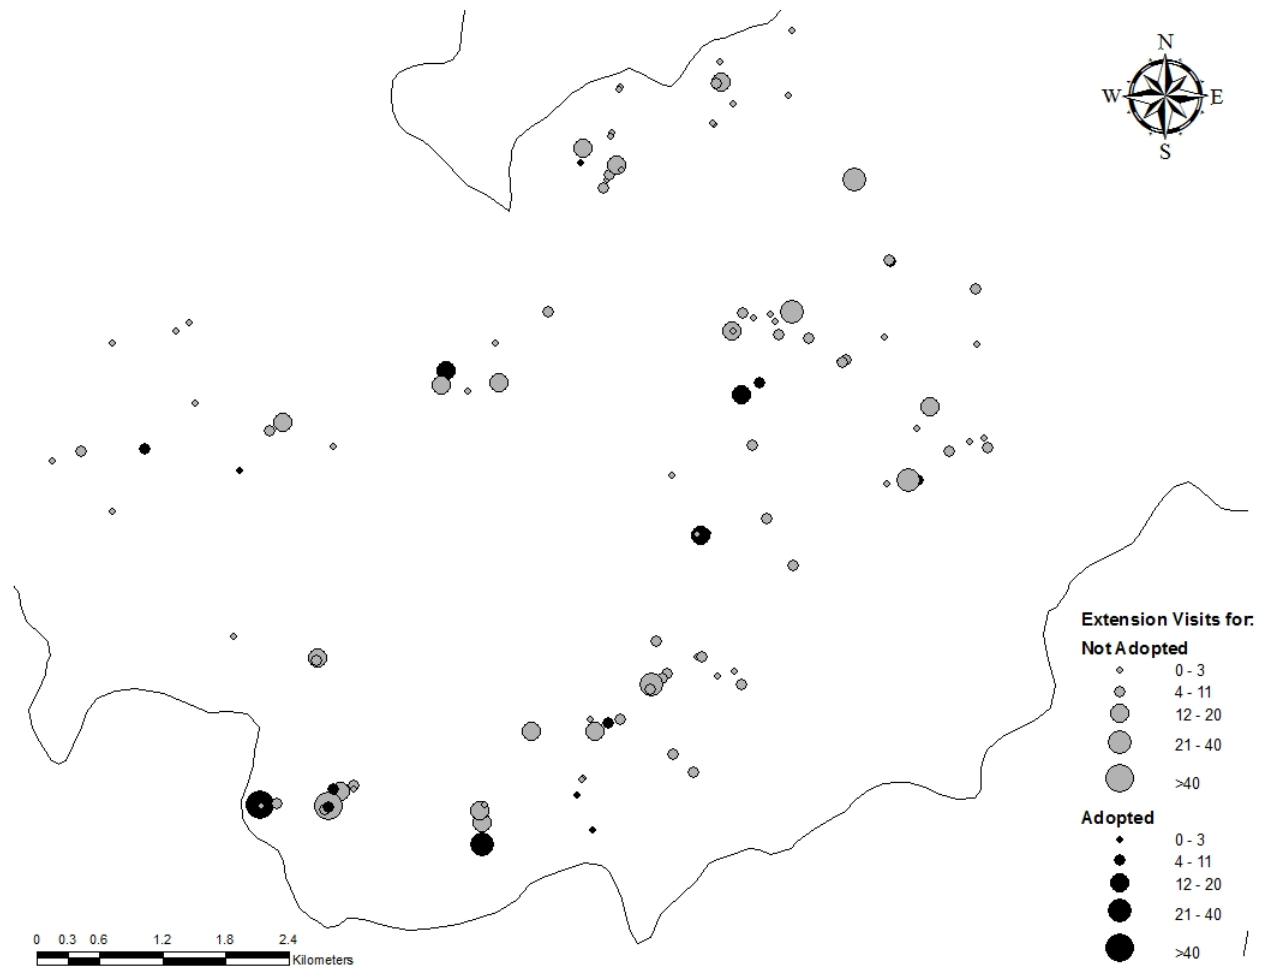 N
W E
S
Extension Visits for:
Not Adopted
0 - 3
4 - 11
12 - 20
21 - 40
>40
Adopted
0 - 3
4 - 11
12 - 20
21 - 40
>40
0 0.3 0.6 1.2 1.8 2.4
Kilometers